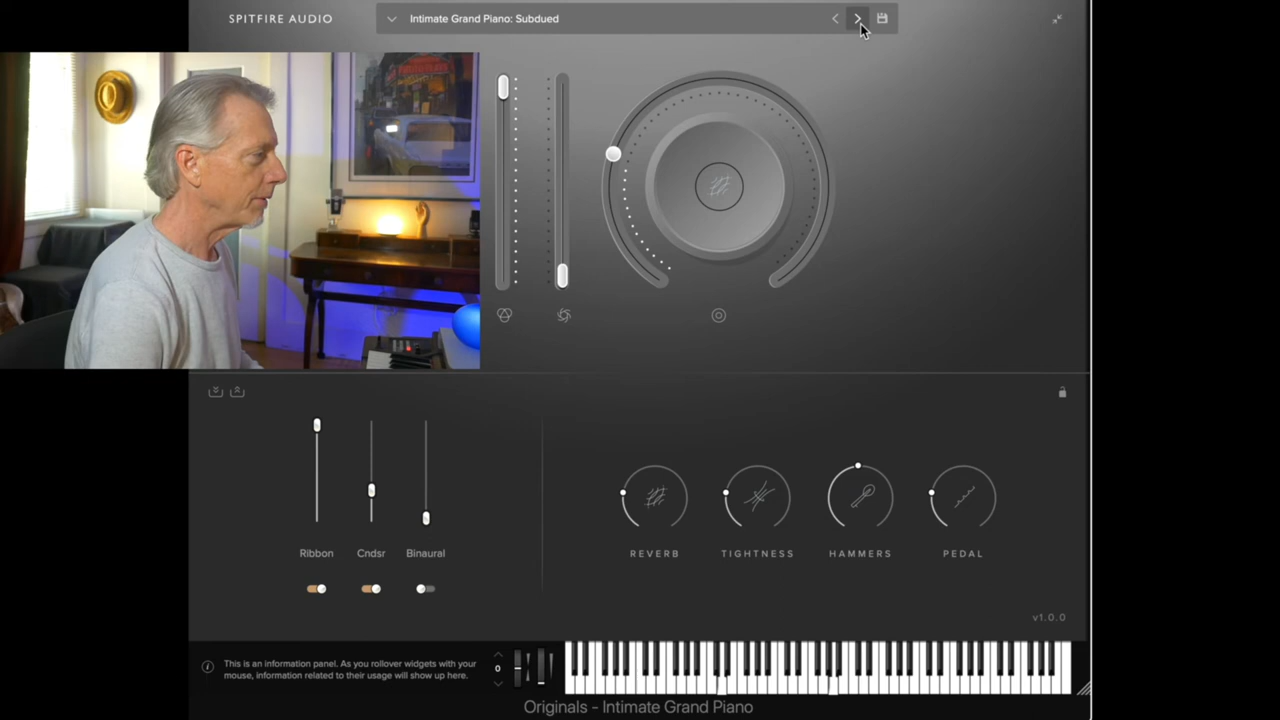 SPITFIRE AUDIO
Intimate Grand Piano: Subdued
Ribbon
Cndsr
Binaural
REVERB
TIGHTNESS
HAMMERS
PEDAL
v1.0.0
This is an information panel. As you rollover widgets with your
mouse, information related to their usage will show up here.
0
Originals - Intimate Grand Piano